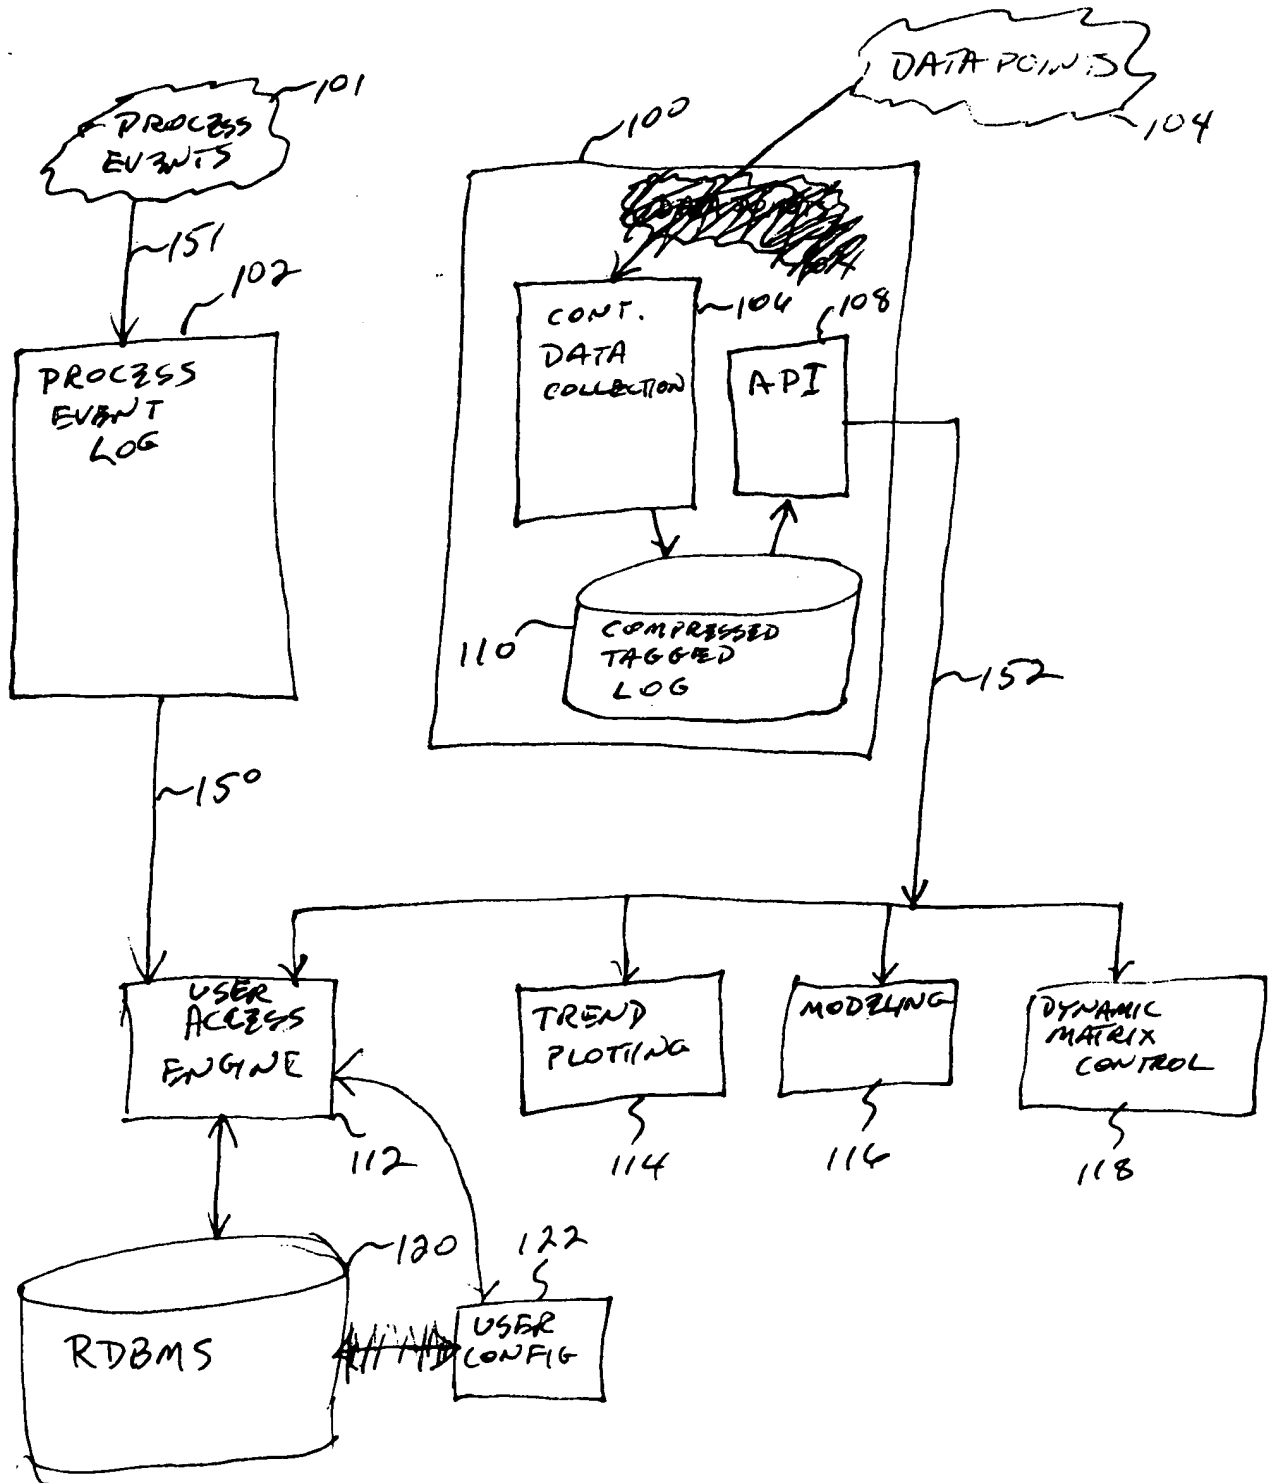 101
PROCESS
EVENTS
DATA POINTS
104
100
151
102
PROCESS
EVENT
LOG
CONT.
DATA
COLLECTION
106
108
API
110
COMPRESSED
TAGGED
LOG
152
150
USER
ACCESS
ENGINE
112
TREND
PLOTTING
114
MODELING
116
DYNAMIC
MATRIX
CONTROL
118
120
RDBMS
122
USER
CONFIG